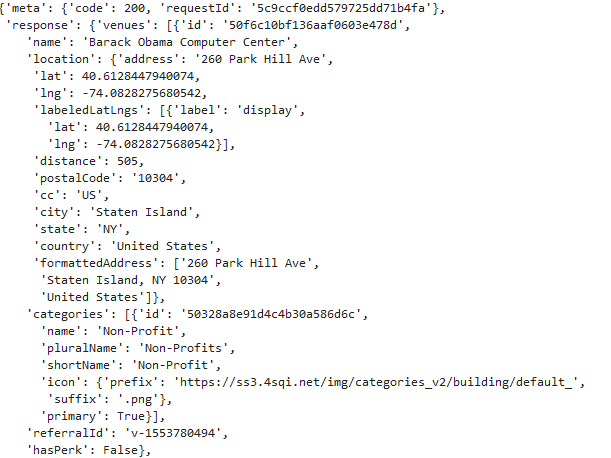 {'meta': {'code': 200, 'requestId': '5c9ccf0edd579725dd71b4fa'},
'response': {'venues': [{'id': '50f6c10bf136aaf0603e478d',
'name': 'Barack Obama Computer Center',
'location': {'address': '260 Park Hill Ave',
'lat': 40.6128447940074,
'lng': -74.0828275680542,
'labeledLatLngs': [{'label': 'display',
'lat': 40.6128447940074,
'lng': -74.0828275680542}],
'distance': 505,
'postalCode': '10304',
'cc': 'US',
'city': 'Staten Island',
'state': 'NY',
'country': 'United States',
'formattedAddress': ['260 Park Hill Ave',
'Staten Island, NY 10304',
'United States']},
'categories': [{'id': '50328a8e91d4c4b30a586d6c',
'name': 'Non-Profit',
'pluralName': 'Non-Profits',
'shortName': 'Non-Profit',
'icon': {'prefix': 'https://ss3.4sqi.net/img/categories_v2/building/default_',
'suffix': '.png'},
'primary': True}],
'referralId': 'v-1553780494',
'hasPerk': False},